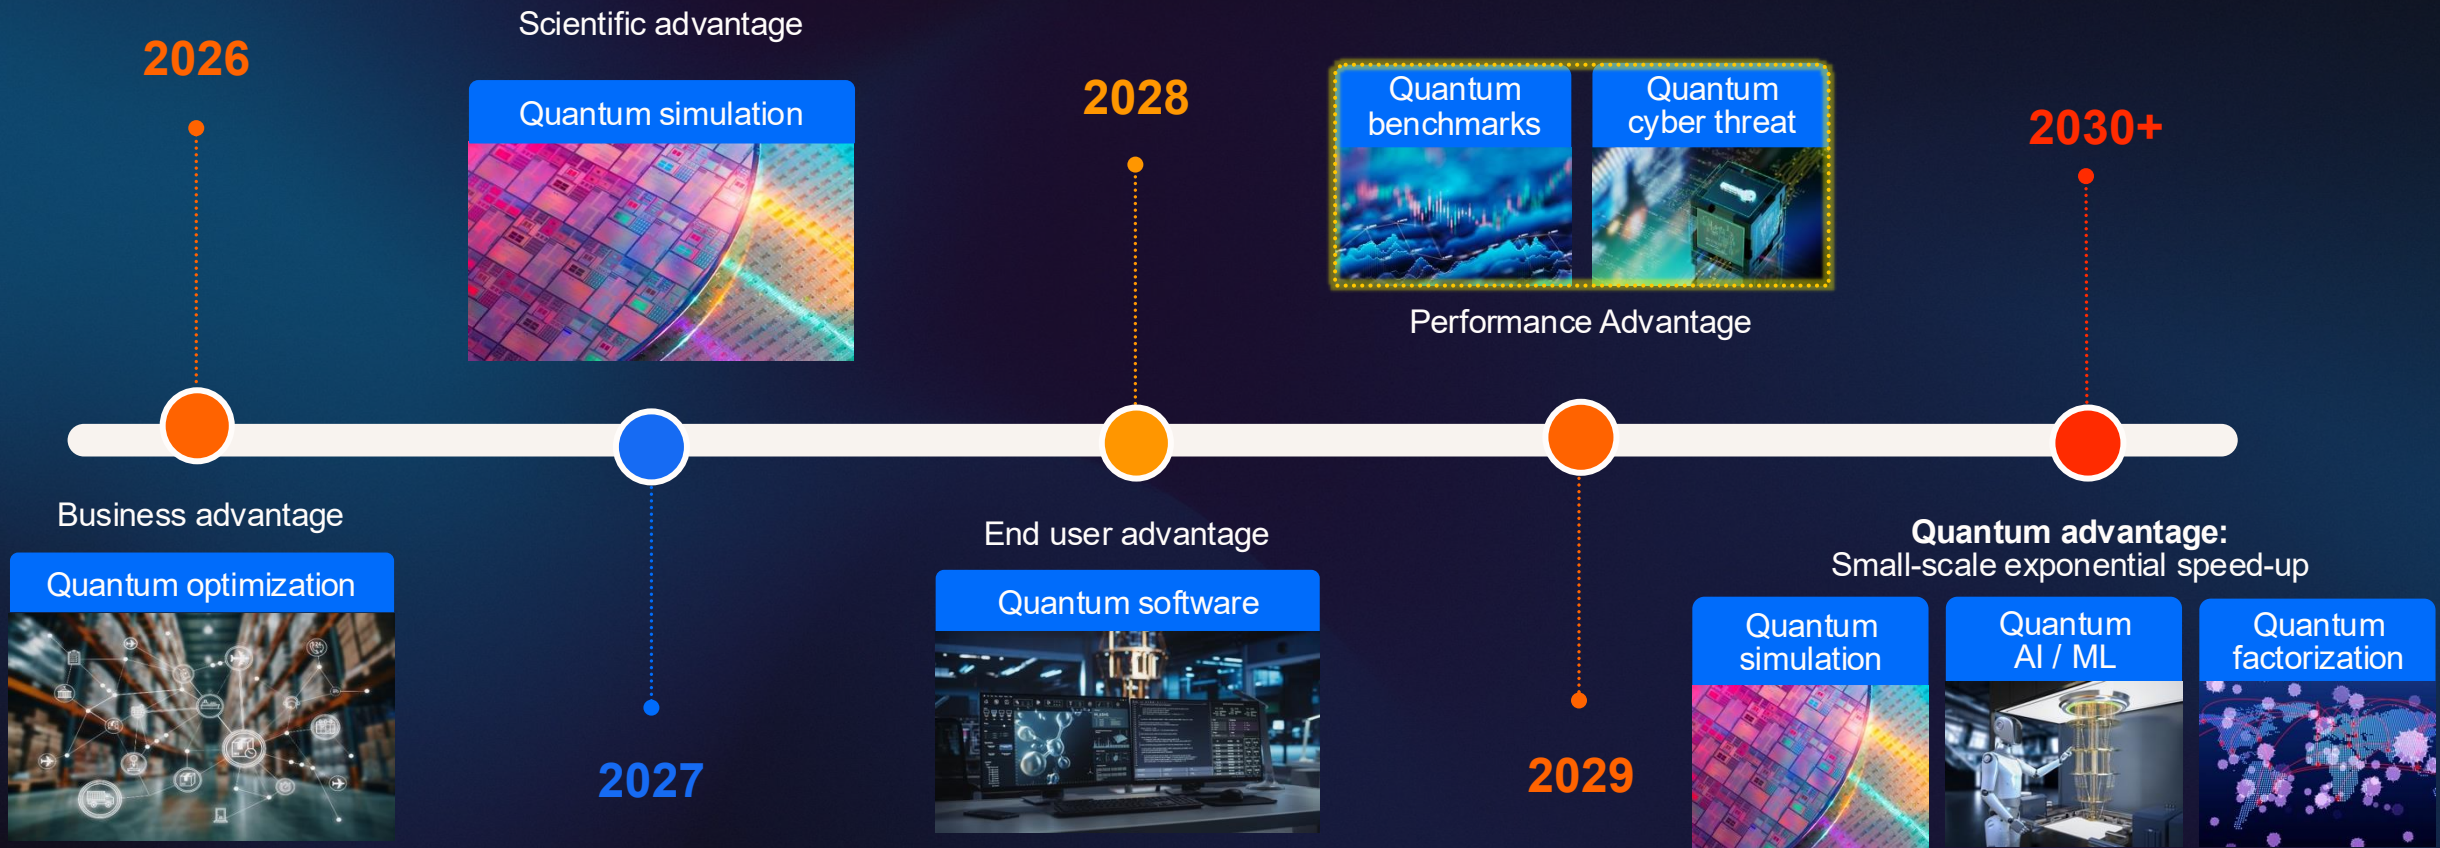 2026
Business advantage
Quantum optimization
Scientific advantage
Quantum simulation
2027
2028
End user advantage
Quantum software
Quantum
benchmarks
Quantum
cyber threat
Performance Advantage
2029
2030+
Quantum advantage:
Small-scale exponential speed-up
Quantum
simulation
Quantum
AI / ML
Quantum
factorization